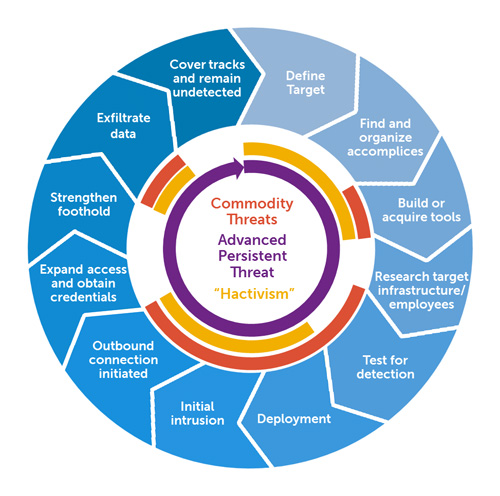 Define
Target
Find and
organize
accomplices
Build or
acquire tools
Research target
infrastructure/
employees
Test for
detection
Deployment
Initial
intrusion
Outbound
connection
initiated
Expand access
and obtain
credentials
Strengthen
foothold
Exfiltrate
data
Cover tracks
and remain
undetected
Commodity
Threats
Advanced
Persistent
Threat
“Hactivism”